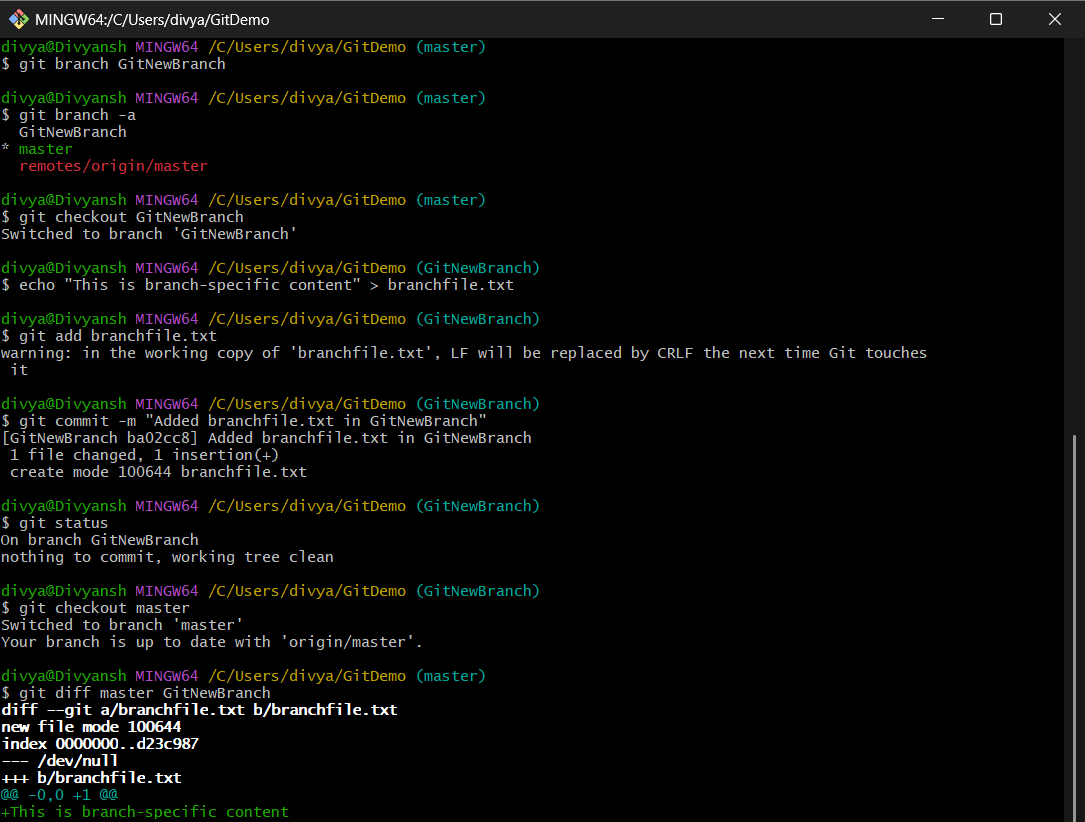 MINGW64:/C/Users/divya/GitDemo
divya@Divyansh MINGW64 /C/Users/divya/GitDemo (master)
$ git branch GitNewBranch
divya@Divyansh MINGW64 /C/Users/divya/GitDemo (master)
$ git branch -a
  GitNewBranch
* master
  remotes/origin/master
divya@Divyansh MINGW64 /C/Users/divya/GitDemo (master)
$ git checkout GitNewBranch
Switched to branch 'GitNewBranch'
divya@Divyansh MINGW64 /C/Users/divya/GitDemo (GitNewBranch)
$ echo "This is branch-specific content" > branchfile.txt
divya@Divyansh MINGW64 /C/Users/divya/GitDemo (GitNewBranch)
$ git add branchfile.txt
warning: in the working copy of 'branchfile.txt', LF will be replaced by CRLF the next time Git touches
 it
divya@Divyansh MINGW64 /C/Users/divya/GitDemo (GitNewBranch)
$ git commit -m "Added branchfile.txt in GitNewBranch"
[GitNewBranch ba02cc8] Added branchfile.txt in GitNewBranch
 1 file changed, 1 insertion(+)
 create mode 100644 branchfile.txt
divya@Divyansh MINGW64 /C/Users/divya/GitDemo (GitNewBranch)
$ git status
On branch GitNewBranch
nothing to commit, working tree clean
divya@Divyansh MINGW64 /C/Users/divya/GitDemo (GitNewBranch)
$ git checkout master
Switched to branch 'master'
Your branch is up to date with 'origin/master'.
divya@Divyansh MINGW64 /C/Users/divya/GitDemo (master)
$ git diff master GitNewBranch
diff --git a/branchfile.txt b/branchfile.txt
new file mode 100644
index 0000000..d23c987
--- /dev/null
+++ b/branchfile.txt
@@ -0,0 +1 @@
+This is branch-specific content